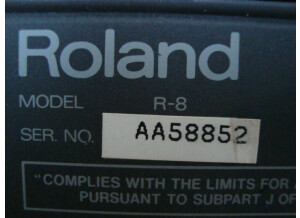 Roland
MODEL R-8
SER. NO. AA58852
"COMPLIES WITH THE LIMITS FOR A
PURSUANT TO SUBPART J OF